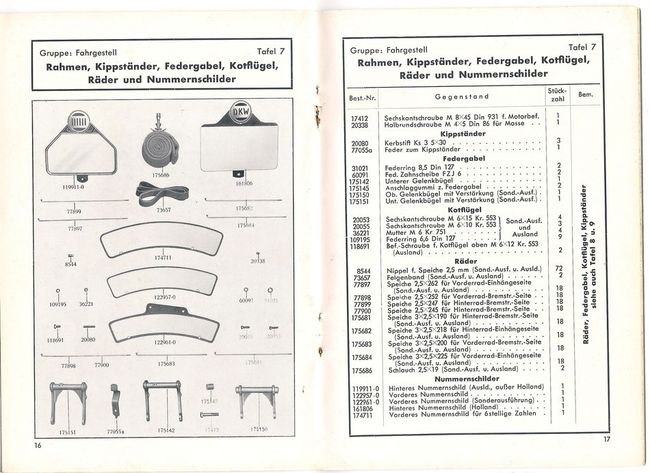 Gruppe: Fahrgestell Tafel 7
Rahmen, Kippständer, Federgabel, Kotflügel,
Räder und Nummernschilder
DKW
119911-0
175686
161806
77899
73657
175682
77897
174711
8544
20138
122957-0
109195
36221
60091
118691
20080
122961-0
77898
77900
175683
175684
175151
77055a
175142
175147
17412
175150
16
Gruppe: Fahrgestell Tafel 7
Rahmen, Kippständer, Federgabel, Kotflügel,
Räder und Nummernschilder
Best.-Nr. Gegenstand Stück-zahl Bem.
17412 Sechskantschraube M 8×45 Din 931 f. Motorbef. 1
20338 Halbrundschraube M 4×5 Din 86 für Masse 1
Kippständer
20080 Kerbstift Ks 3 5×30 3
77055a Feder zum Kippständer 1
Federgabel
31021 Federring 8,5 Din 127 2
60091 Fed. Zahnscheibe FZJ 6 2
175142 Unterer Gelenkbügel 1
175145 Anschlaggummi z. Federgabel 2
175150 Ob. Gelenkbügel mit Verstärkung (Sond.-Ausf.) 1
175151 Unt. Gelenkbügel mit Verstärkung (Sond.-Ausf.) 1
Kotflügel
20053 Sechskantschraube M 6×15 Kr. 553 4
20055 Sechskantschraube M 6×10 Kr. 553 Sond.-Ausf. 3
36221 Mutter M 6 Kr 751 und 4
109195 Federring 6,6 Din 127 Ausland 9
118691 Bef.-Schraube f. Kotflügel oben M 6×12 Kr. 553
(Ausland) 2
Räder
8544 Nippel f. Speiche 2,5 mm (Sond.-Ausf. u. Ausld.) 72
73657 Felgenband (Sond.-Ausf. u. Ausland) 2
77897 Speiche 2,5×262 für Vorderrad-Einhängeseite
(Sond.-Ausf. u. Ausland) 18
77898 Speiche 2,5×252 für Vorderrad-Bremstr.-Seite 18
77899 Speiche 2,5×247 für Hinterrad-Bremstr.-Seite 18
77900 Speiche 2,5×245 für Hinterrad-Bremstr.-Seite 18
175681 Speiche 3×2,5×190 für Hinterrad-Bremstr.-Seite
(Sond.-Ausf. u. Ausland) 18
175682 Speiche 3×2,5×218 für Hinterrad-Einhängeseite
(Sond.-Ausf. u. Ausland) 18
175683 Speiche 3×2,5×200 für Vorderrad-Bremstr.-Seite
(Sond.-Ausf. u. Ausland) 18
175684 Speiche 3×2,5×225 für Vorderrad-Einhängeseite
(Sond.-Ausf. u. Ausland) 18
175686 Schlauch 2,5×19 (Sond.-Ausf. u. Ausland) 2
Nummernschilder
119911-0 Hinteres Nummernschild (Ausld., außer Holland) 1
122957-0 Vorderes Nummernschild 1
122961-0 Vorderes Nummernschild (Sonderausführung) 1
161806 Hinteres Nummernschild (Holland) 1
174711 Vorderes Nummernschild für 6stellige Zahlen 1
Räder, Federgabel, Kotflügel, Kippständer
siehe auch Tafel 8 u. 9
17